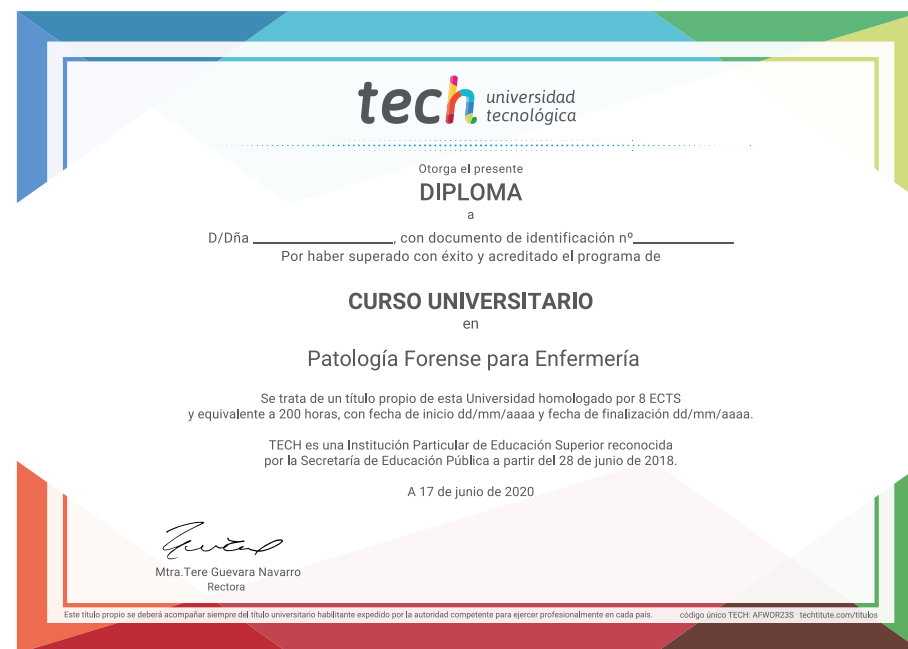 tech universidad
tecnológica
Otorga el presente
DIPLOMA
a
D/Dña ____________________, con documento de identificación nº______________
Por haber superado con éxito y acreditado el programa de
CURSO UNIVERSITARIO
en
Patología Forense para Enfermería
Se trata de un título propio de esta Universidad homologado por 8 ECTS
y equivalente a 200 horas, con fecha de inicio dd/mm/aaaa y fecha de finalización dd/mm/aaaa.
TECH es una Institución Particular de Educación Superior reconocida
por la Secretaría de Educación Pública a partir del 28 de junio de 2018.
A 17 de junio de 2020
Mtra.Tere Guevara Navarro
Rectora
Este título propio se deberá acompañar siempre del título universitario habilitante expedido por la autoridad competente para ejercer profesionalmente en cada país. código único TECH: AFWOR23S techtitute.com/titulos